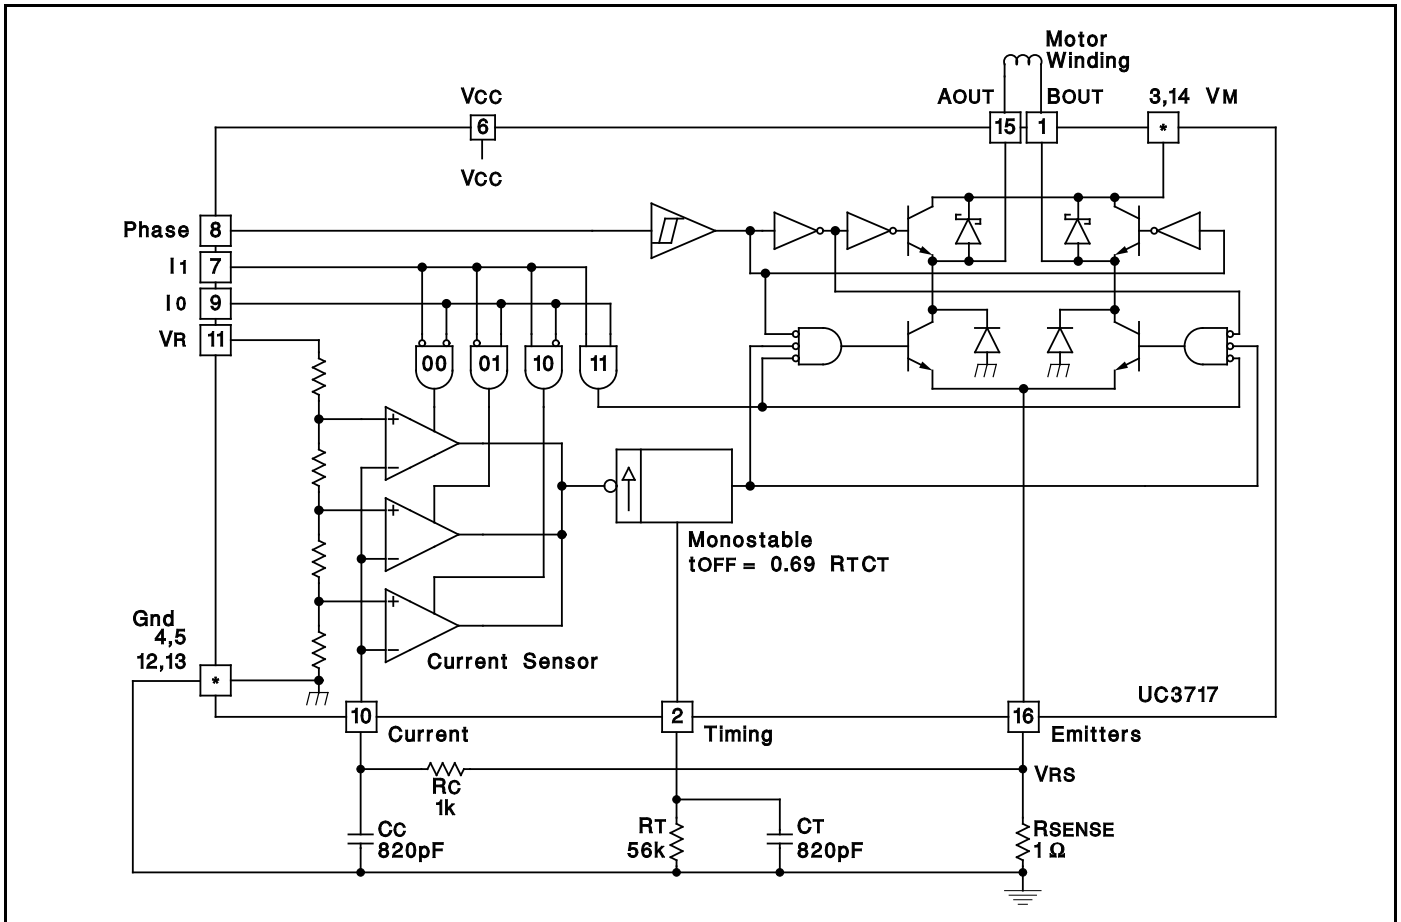 Motor
Winding
VCC
AOUT
BOUT
3,14 VM
6
15
1
*
VCC
Phase
8
I1
7
I0
9
VR
11
00
01
10
11
+
−
+
−
+
−
Monostable
tOFF = 0.69 RTCT
Gnd
4,5
12,13
*
Current Sensor
UC3717
10
Current
2
Timing
16
Emitters
RC
1k
VRS
CC
820pF
RT
56k
CT
820pF
RSENSE
1 Ω